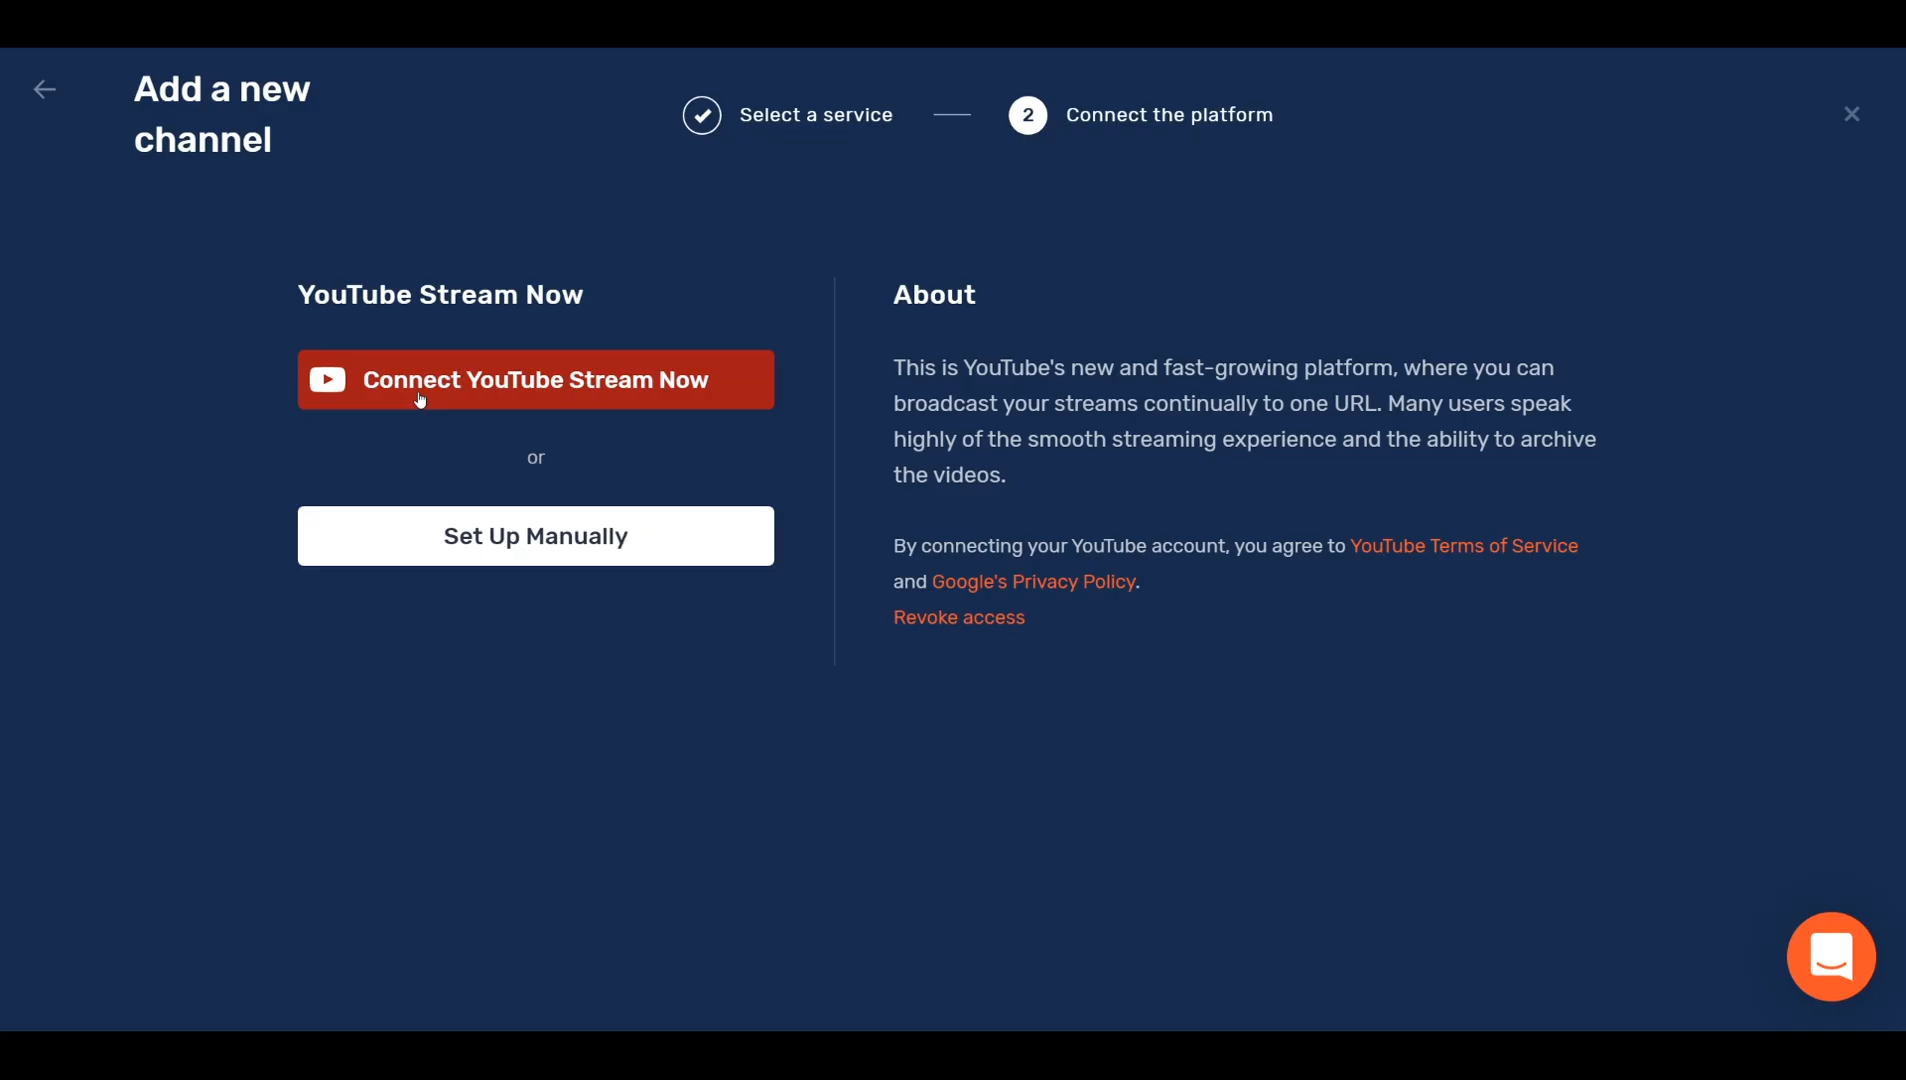 Add a new
channel
Select a service
2
Connect the platform
YouTube Stream Now
Connect YouTube Stream Now
or
Set Up Manually
About
This is YouTube's new and fast-growing platform, where you can
broadcast your streams continually to one URL. Many users speak
highly of the smooth streaming experience and the ability to archive
the videos.
By connecting your YouTube account, you agree to YouTube Terms of Service
and Google's Privacy Policy.
Revoke access